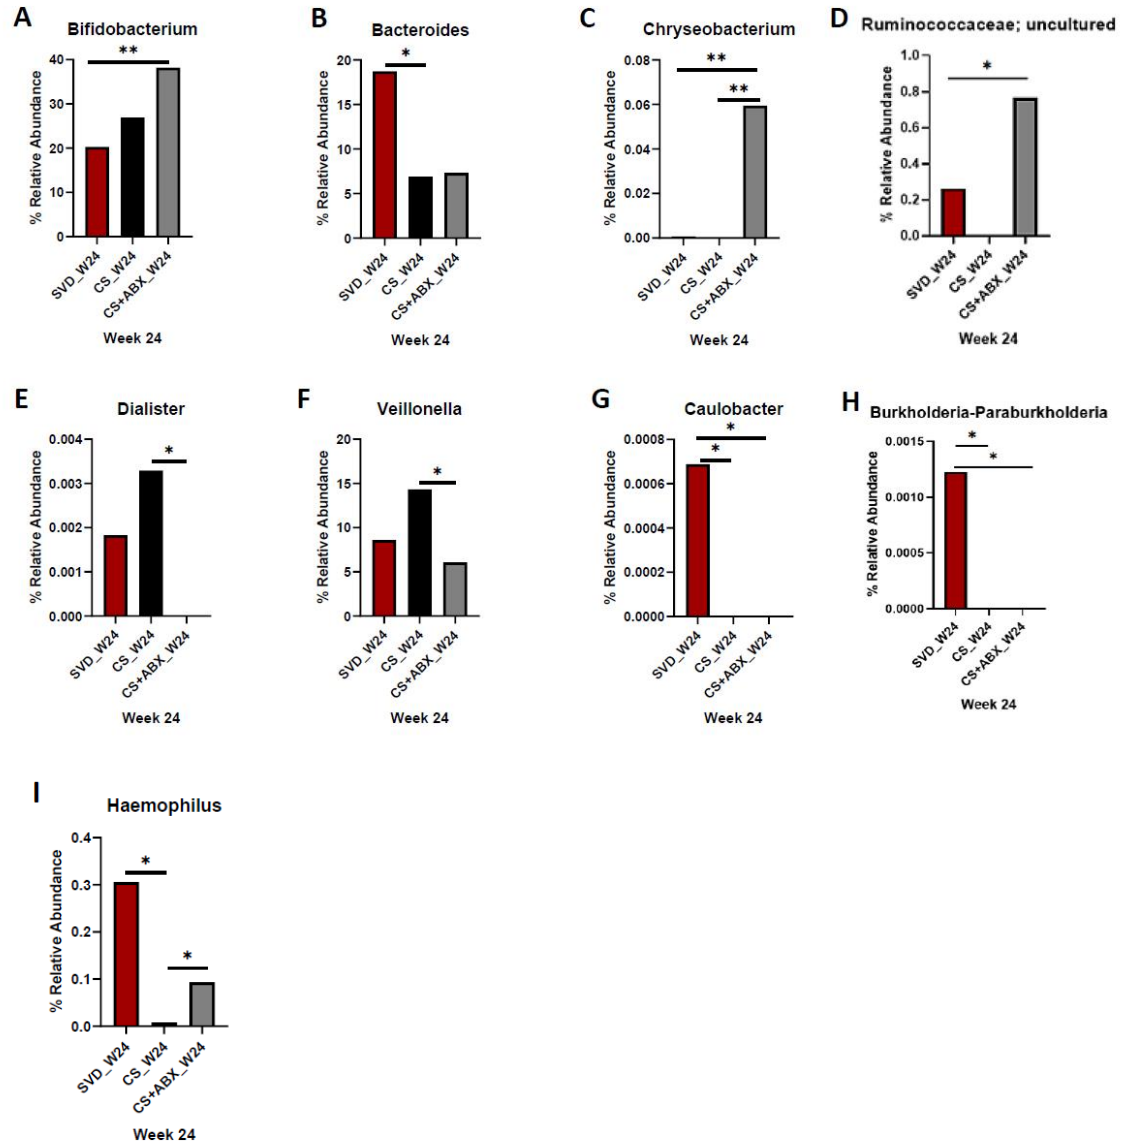 A
Bifidobacterium
**
% Relative Abundance
40
30
20
10
0
SVD_W24
CS_W24
CS+ABX_W24
Week 24
B
Bacteroides
*
% Relative Abundance
20
15
10
5
0
SVD_W24
CS_W24
CS+ABX_W24
Week 24
C
Chryseobacterium
**
**
% Relative Abundance
0.08
0.06
0.04
0.02
0.00
SVD_W24
CS_W24
CS+ABX_W24
Week 24
D
Ruminococcaceae; uncultured
*
% Relative Abundance
1.0
0.8
0.6
0.4
0.2
0.0
SVD_W24
CS_W24
CS+ABX_W24
Week 24
E
Dialister
*
% Relative Abundance
0.004
0.003
0.002
0.001
0.000
SVD_W24
CS_W24
CS+ABX_W24
Week 24
F
Veillonella
*
% Relative Abundance
20
15
10
5
0
SVD_W24
CS_W24
CS+ABX_W24
Week 24
G
Caulobacter
*
*
% Relative Abundance
0.0008
0.0006
0.0004
0.0002
0.0000
SVD_W24
CS_W24
CS+ABX_W24
Week 24
H
Burkholderia-Paraburkholderia
*
*
% Relative Abundance
0.0015
0.0010
0.0005
0.0000
SVD_W24
CS_W24
CS+ABX_W24
Week 24
I
Haemophilus
*
*
% Relative Abundance
0.4
0.3
0.2
0.1
0.0
SVD_W24
CS_W24
CS+ABX_W24
Week 24